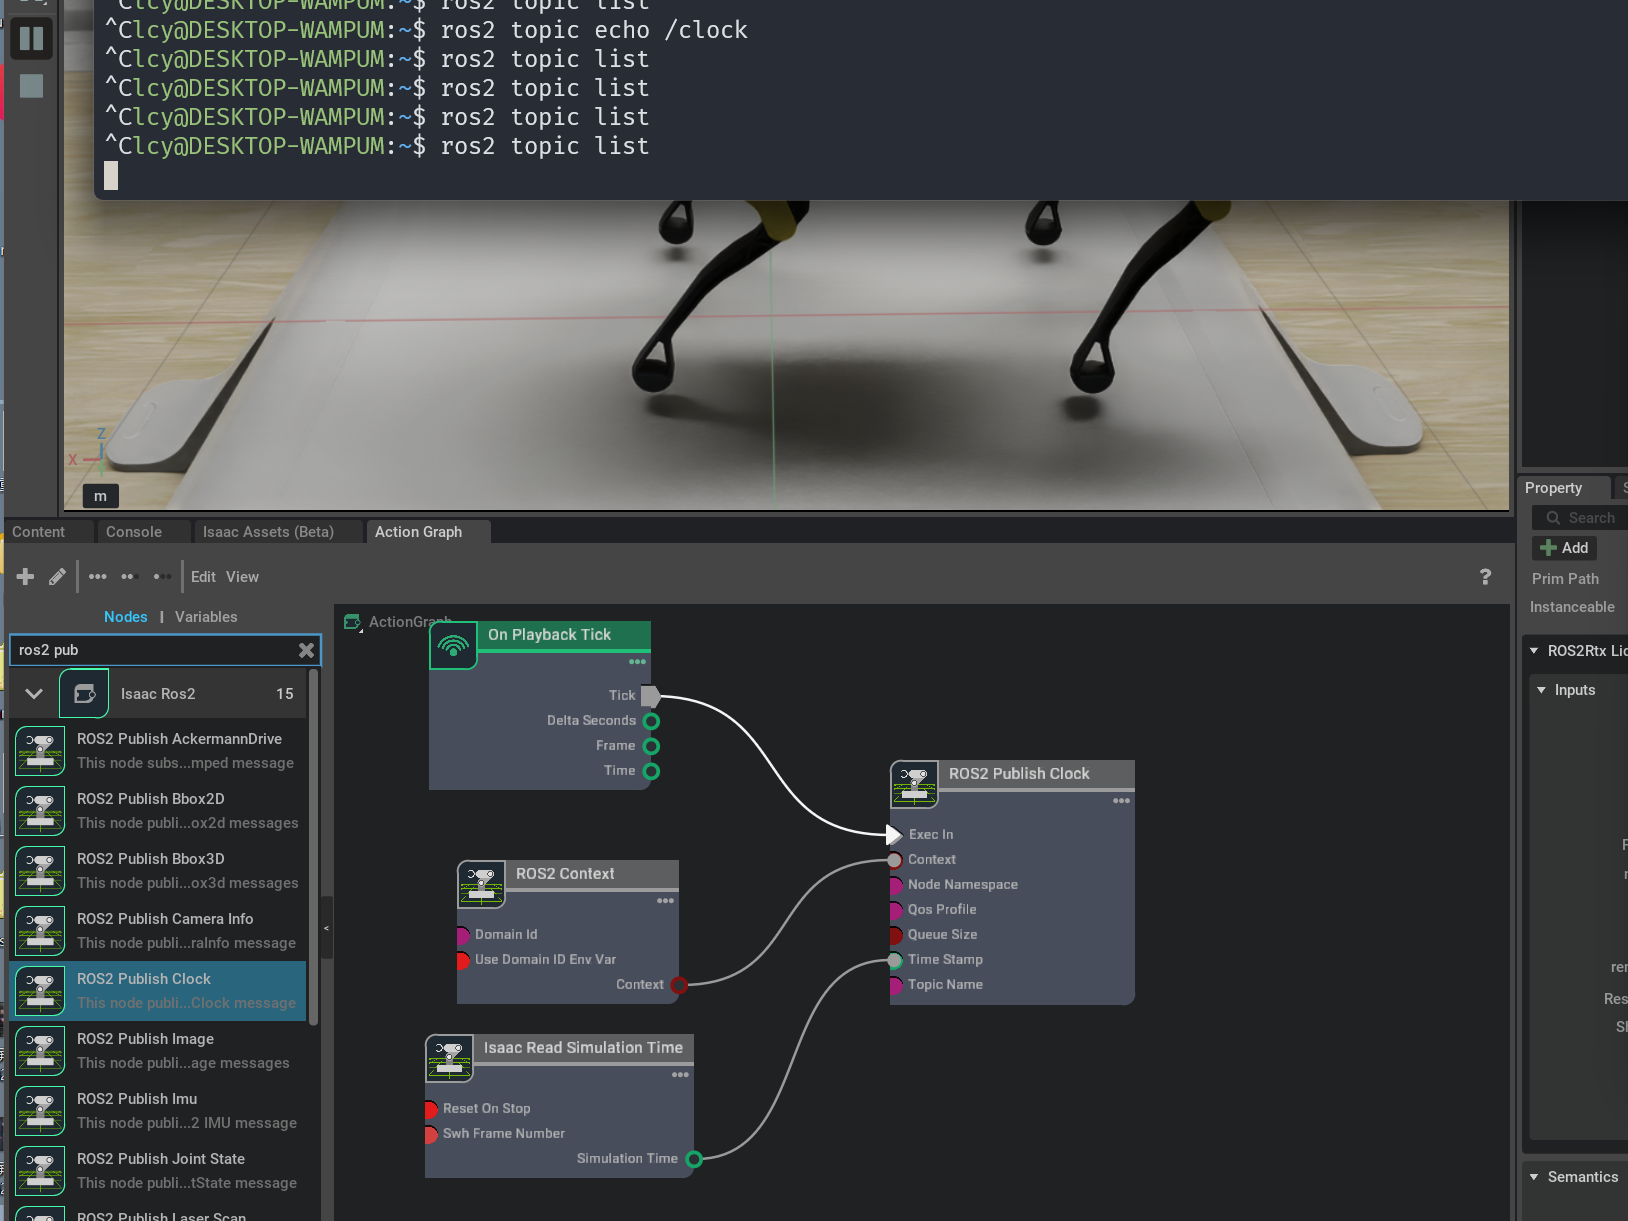 ^Clcy@DESKTOP-WAMPUM:~$ ros2 topic list
^Clcy@DESKTOP-WAMPUM:~$ ros2 topic echo /clock
^Clcy@DESKTOP-WAMPUM:~$ ros2 topic list
^Clcy@DESKTOP-WAMPUM:~$ ros2 topic list
^Clcy@DESKTOP-WAMPUM:~$ ros2 topic list
^Clcy@DESKTOP-WAMPUM:~$ ros2 topic list
Z
X
m
Property
Search
Add
Prim Path
Instanceable
ROS2Rtx
Inputs
Semantics
Content
Console
Isaac Assets (Beta)
Action Graph
Edit View
?
Nodes | Variables
ros2 pub
Isaac Ros2 15
ROS2 Publish AckermannDrive
This node subs...mped message
ROS2 Publish Bbox2D
This node publi...ox2d messages
ROS2 Publish Bbox3D
This node publi...ox3d messages
ROS2 Publish Camera Info
This node publi...raInfo message
ROS2 Publish Clock
This node publi...Clock message
ROS2 Publish Image
This node publi...age messages
ROS2 Publish Imu
This node publi...2 IMU message
ROS2 Publish Joint State
This node publi...tState message
ROS2 Publish Laser Scan
<
ActionGraph
On Playback Tick
Tick
Delta Seconds
Frame
Time
ROS2 Context
Domain Id
Use Domain ID Env Var
Context
Isaac Read Simulation Time
Reset On Stop
Swh Frame Number
Simulation Time
ROS2 Publish Clock
Exec In
Context
Node Namespace
Qos Profile
Queue Size
Time Stamp
Topic Name